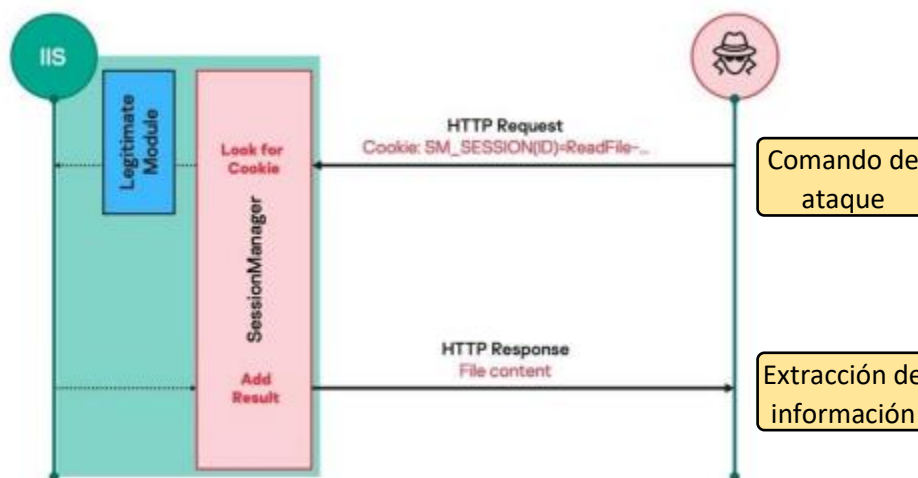 IIS
Legitimate
Module
Look for
Cookie
SessionManager
Add
Result
HTTP Request
Cookie: SM_SESSION(ID)=ReadFile-...
Comando de
ataque
HTTP Response
File content
Extracción de
información